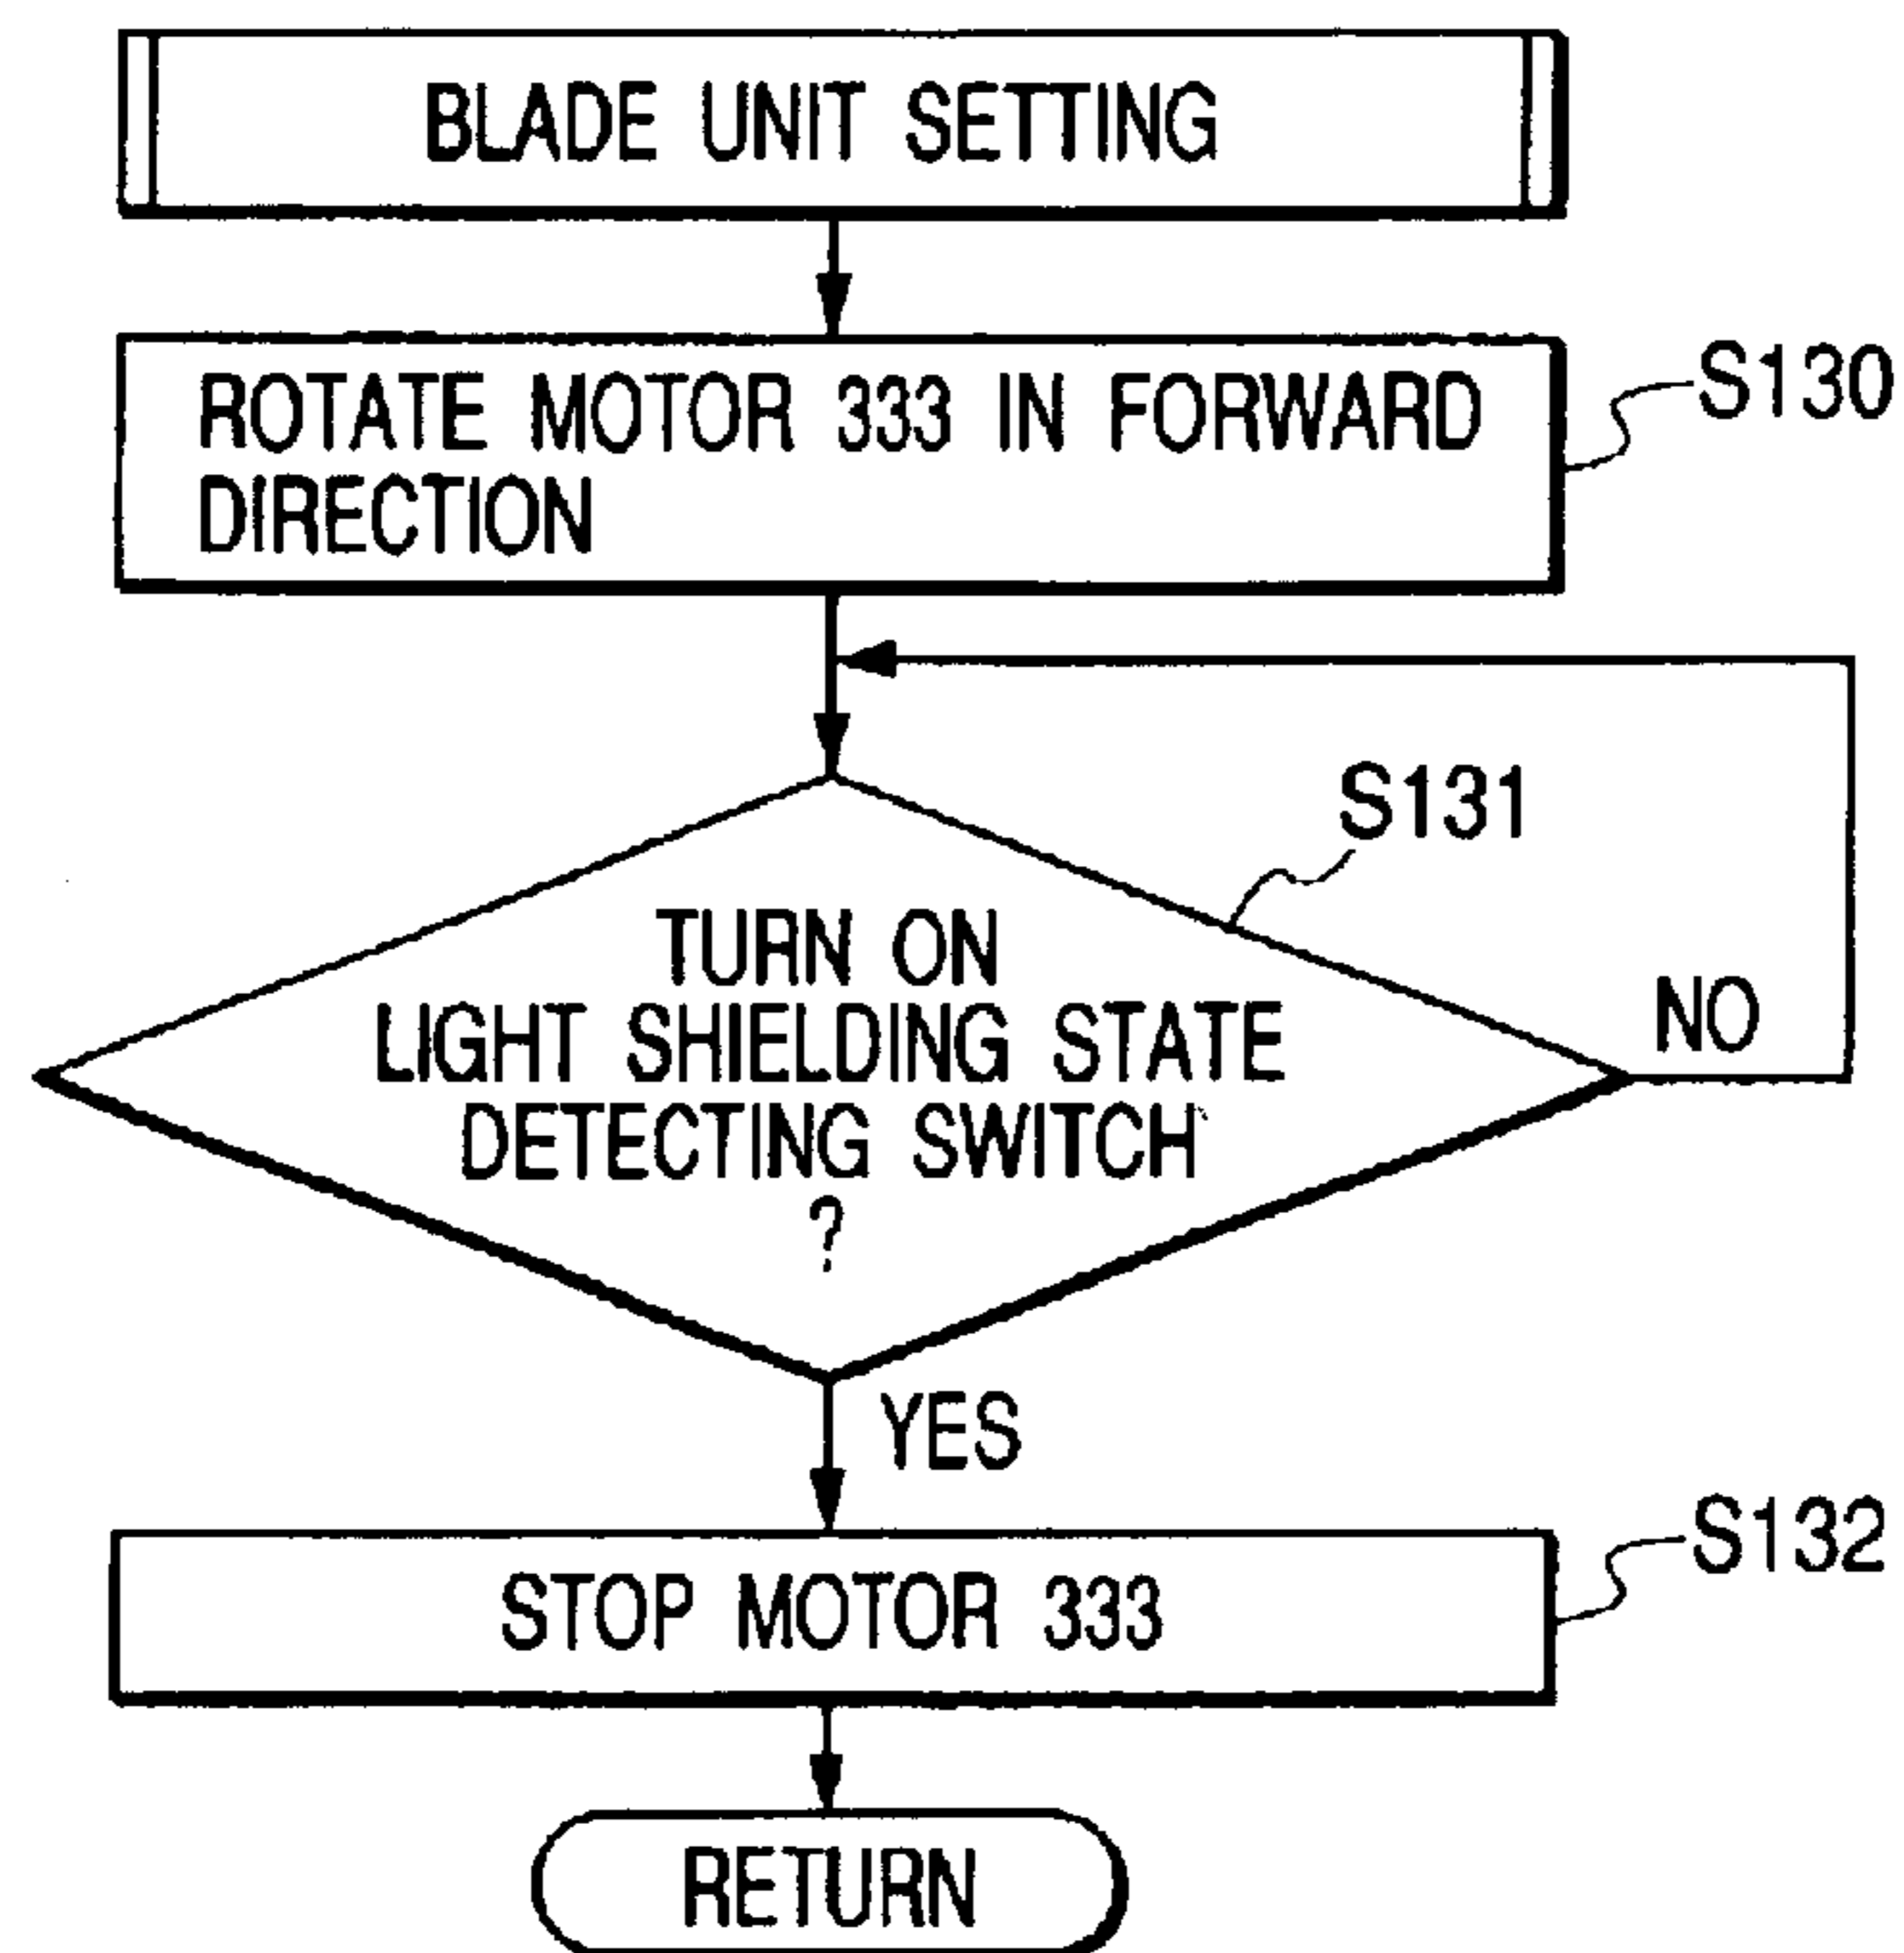 BLADE UNIT SETTING
ROTATE MOTOR 333 IN FORWARD
DIRECTION
S130
S131
TURN ON
LIGHT SHIELDING STATE
DETECTING SWITCH
?
NO
YES
S132
STOP MOTOR 333
RETURN